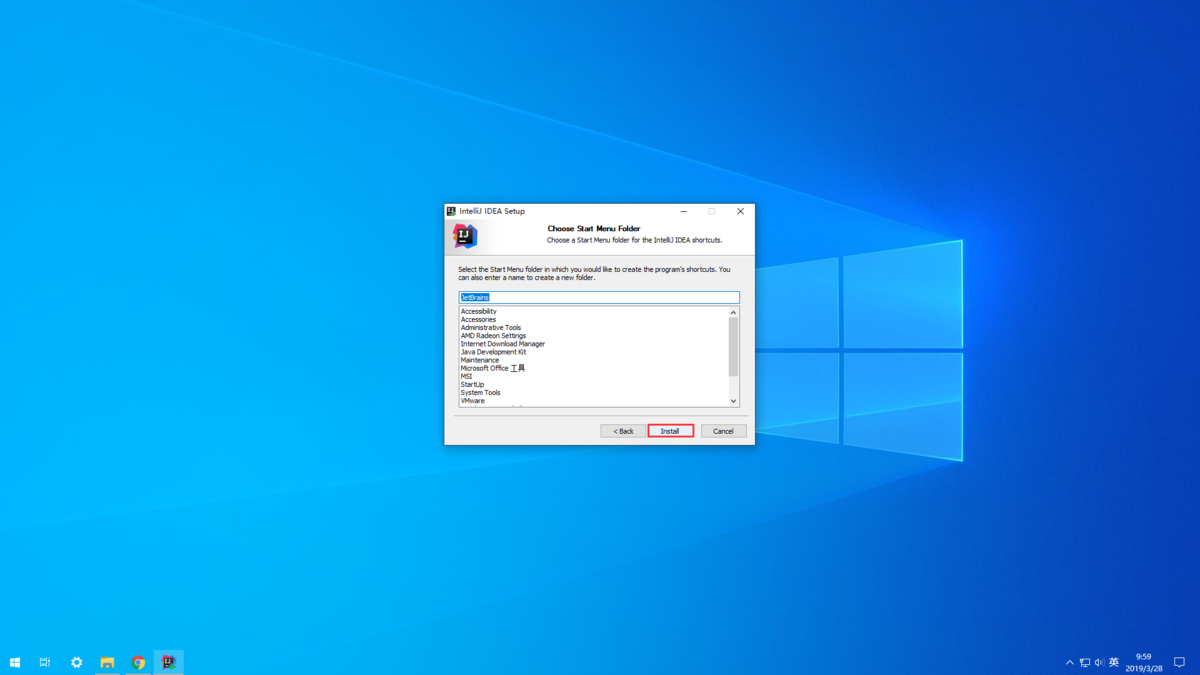 IntelliJ IDEA Setup
IJ
Choose Start Menu Folder
Choose a Start Menu folder for the IntelliJ IDEA shortcuts.
Select the Start Menu folder in which you would like to create the program's shortcuts. You
can also enter a name to create a new folder.
JetBrains
Accessibility
Accessories
Administrative Tools
AMD Radeon Settings
Internet Download Manager
Java Development Kit
Maintenance
Microsoft Office 工具
MSI
StartUp
System Tools
VMware
< Back
Install
Cancel
英
9:59
2019/3/28